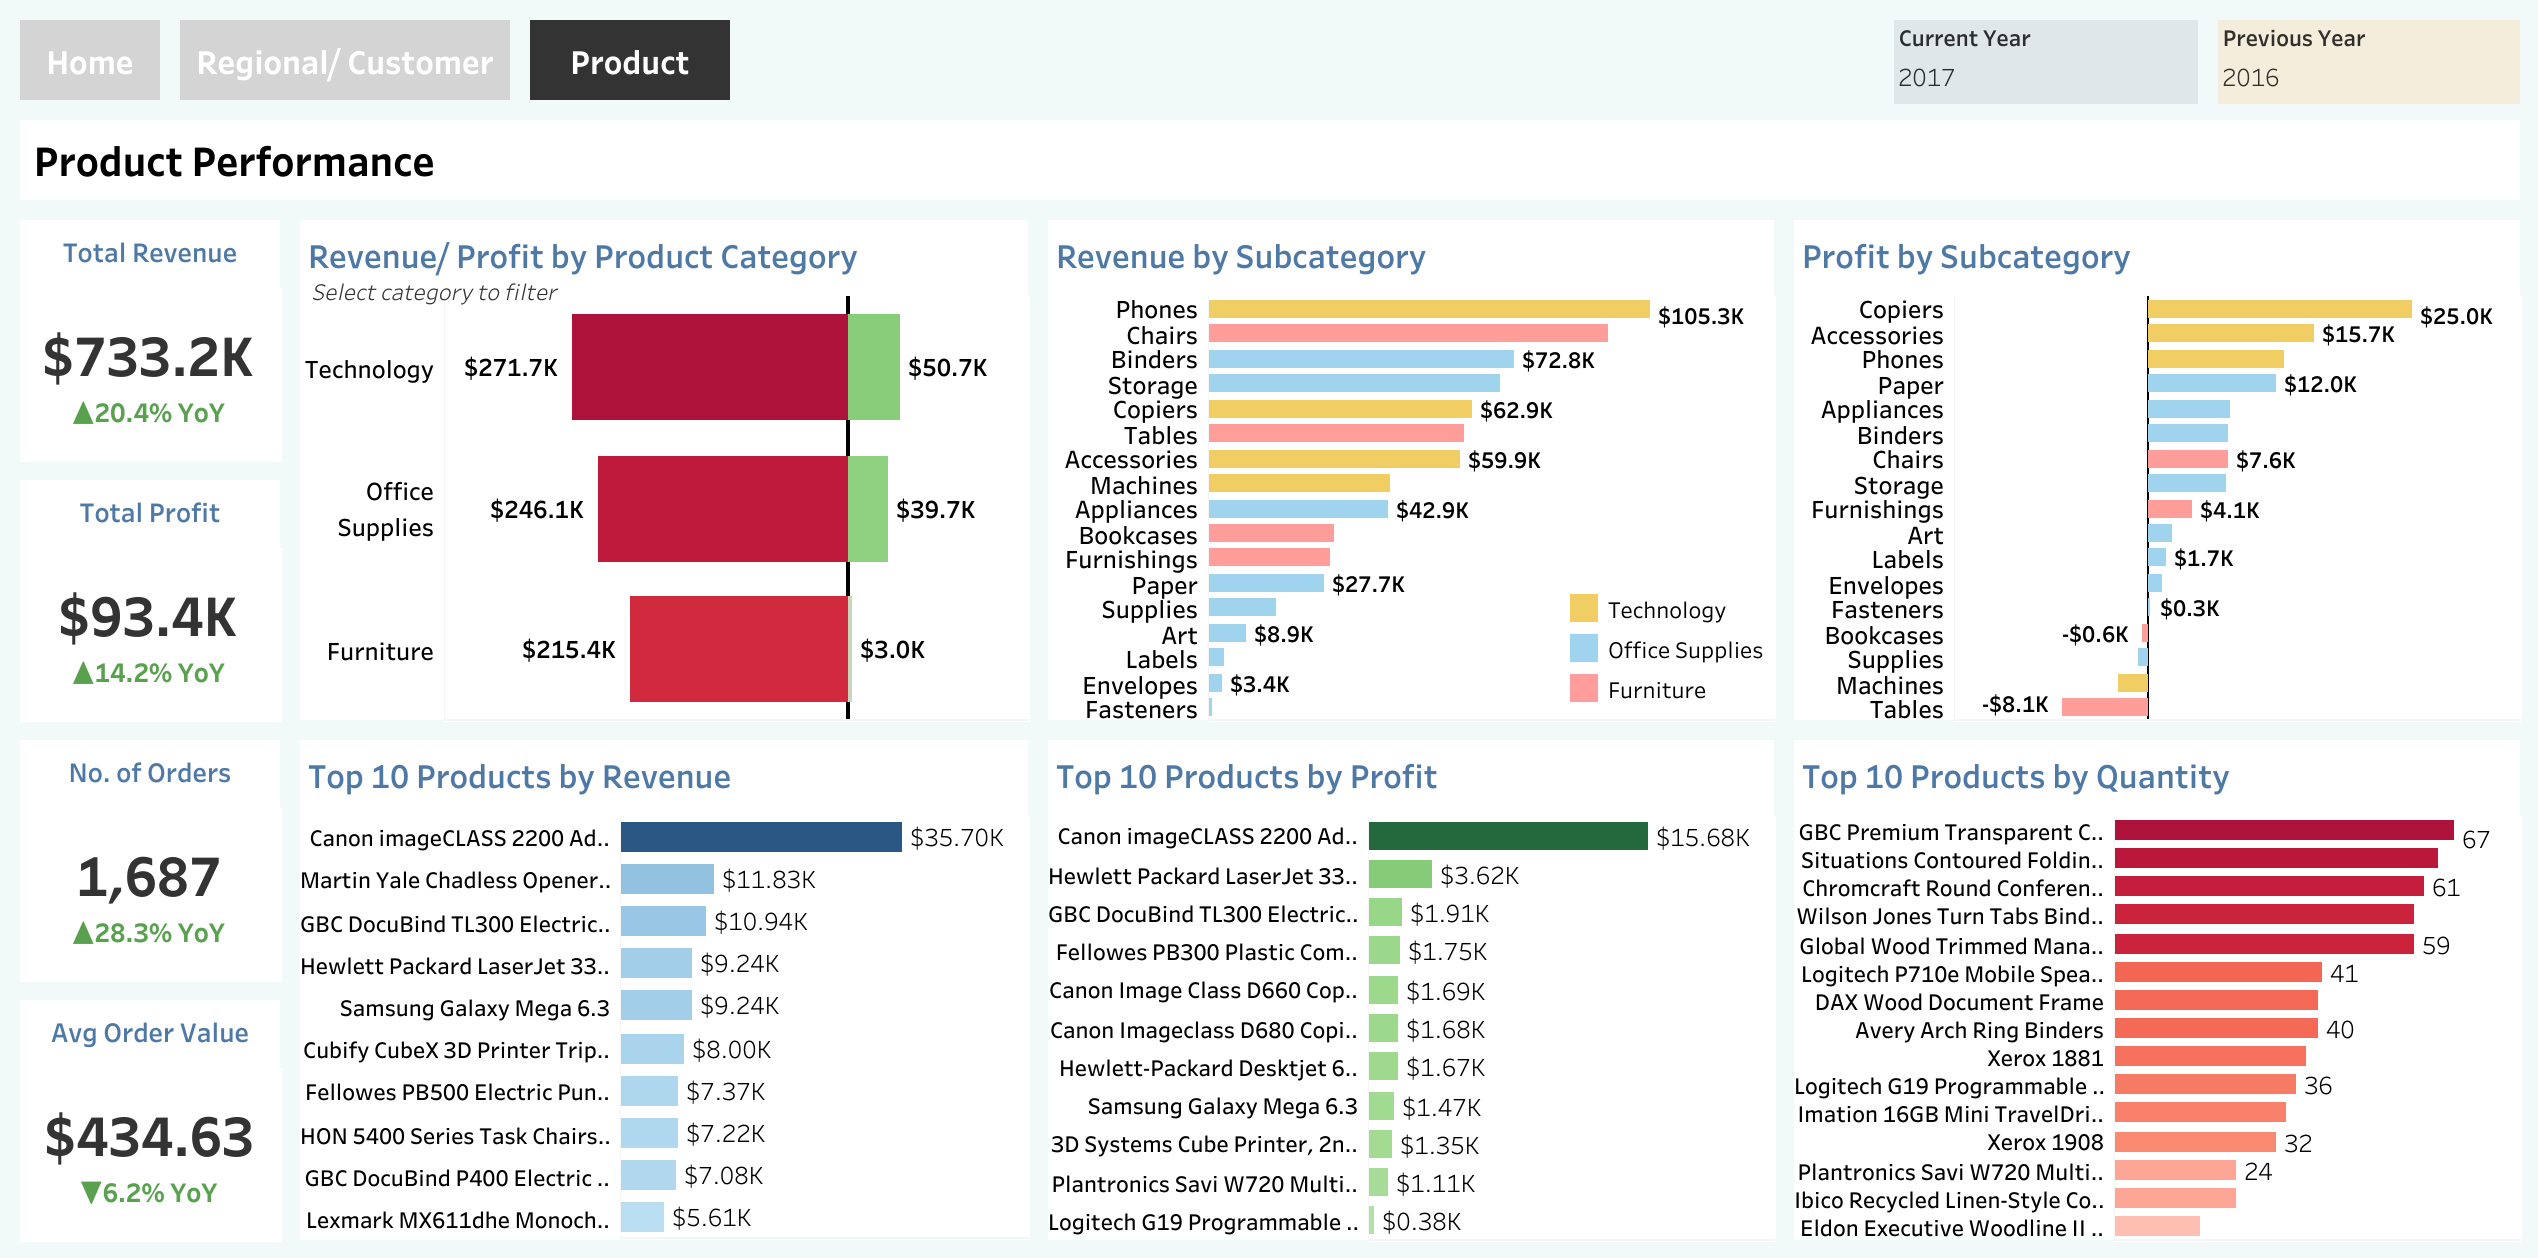 Home
Regional/ Customer
Product
Current Year
2017
Previous Year
2016
Product Performance
Total Revenue
$733.2K
▲20.4% YoY
Total Profit
$93.4K
▲14.2% YoY
No. of Orders
1,687
▲28.3% YoY
Avg Order Value
$434.63
▼6.2% YoY
Revenue/ Profit by Product Category
Select category to filter
Technology $271.7K $50.7K
Office
Supplies
$246.1K $39.7K
Furniture $215.4K $3.0K
Revenue by Subcategory
Phones $105.3K
Chairs
Binders $72.8K
Storage
Copiers $62.9K
Tables
Accessories $59.9K
Machines
Appliances $42.9K
Bookcases
Furnishings
Paper $27.7K
Supplies
Art $8.9K
Labels
Envelopes $3.4K
Fasteners
Technology
Office Supplies
Furniture
Profit by Subcategory
Copiers $25.0K
Accessories $15.7K
Phones
Paper $12.0K
Appliances
Binders
Chairs $7.6K
Storage
Furnishings $4.1K
Art
Labels $1.7K
Envelopes
Fasteners $0.3K
Bookcases -$0.6K
Supplies
Machines
Tables -$8.1K
Top 10 Products by Revenue
Canon imageCLASS 2200 Ad.. $35.70K
Martin Yale Chadless Opener.. $11.83K
GBC DocuBind TL300 Electric.. $10.94K
Hewlett Packard LaserJet 33.. $9.24K
Samsung Galaxy Mega 6.3 $9.24K
Cubify CubeX 3D Printer Trip.. $8.00K
Fellowes PB500 Electric Pun.. $7.37K
HON 5400 Series Task Chairs.. $7.22K
GBC DocuBind P400 Electric .. $7.08K
Lexmark MX611dhe Monoch.. $5.61K
Top 10 Products by Profit
Canon imageCLASS 2200 Ad.. $15.68K
Hewlett Packard LaserJet 33.. $3.62K
GBC DocuBind TL300 Electric.. $1.91K
Fellowes PB300 Plastic Com.. $1.75K
Canon Image Class D660 Cop.. $1.69K
Canon Imageclass D680 Copi.. $1.68K
Hewlett-Packard Desktjet 6.. $1.67K
Samsung Galaxy Mega 6.3 $1.47K
3D Systems Cube Printer, 2n.. $1.35K
Plantronics Savi W720 Multi.. $1.11K
Logitech G19 Programmable .. $0.38K
Top 10 Products by Quantity
GBC Premium Transparent C.. 67
Situations Contoured Foldin..
Chromcraft Round Conferen.. 61
Wilson Jones Turn Tabs Bind..
Global Wood Trimmed Mana.. 59
Logitech P710e Mobile Spea.. 41
DAX Wood Document Frame
Avery Arch Ring Binders 40
Xerox 1881
Logitech G19 Programmable .. 36
Imation 16GB Mini TravelDri..
Xerox 1908 32
Plantronics Savi W720 Multi.. 24
Ibico Recycled Linen-Style Co..
Eldon Executive Woodline II ..